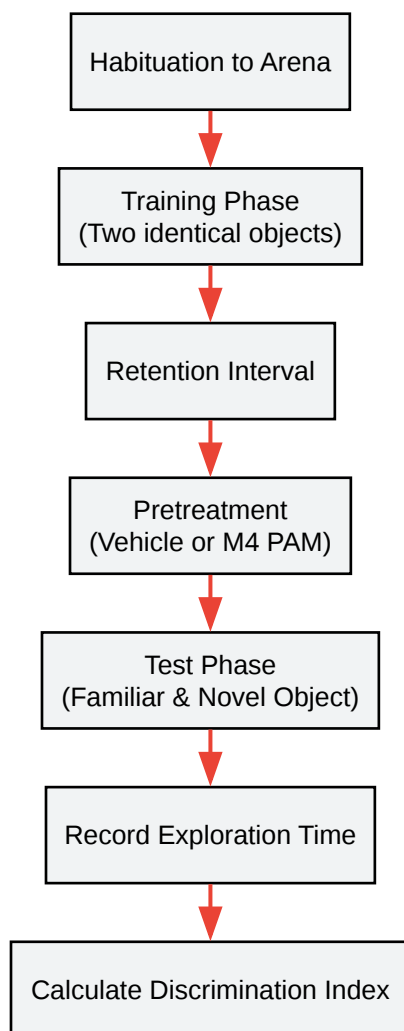 Habituation to Arena
Training Phase
(Two identical objects)
Retention Interval
Pretreatment
(Vehicle or M4 PAM)
Test Phase
(Familiar & Novel Object)
Record Exploration Time
Calculate Discrimination Index